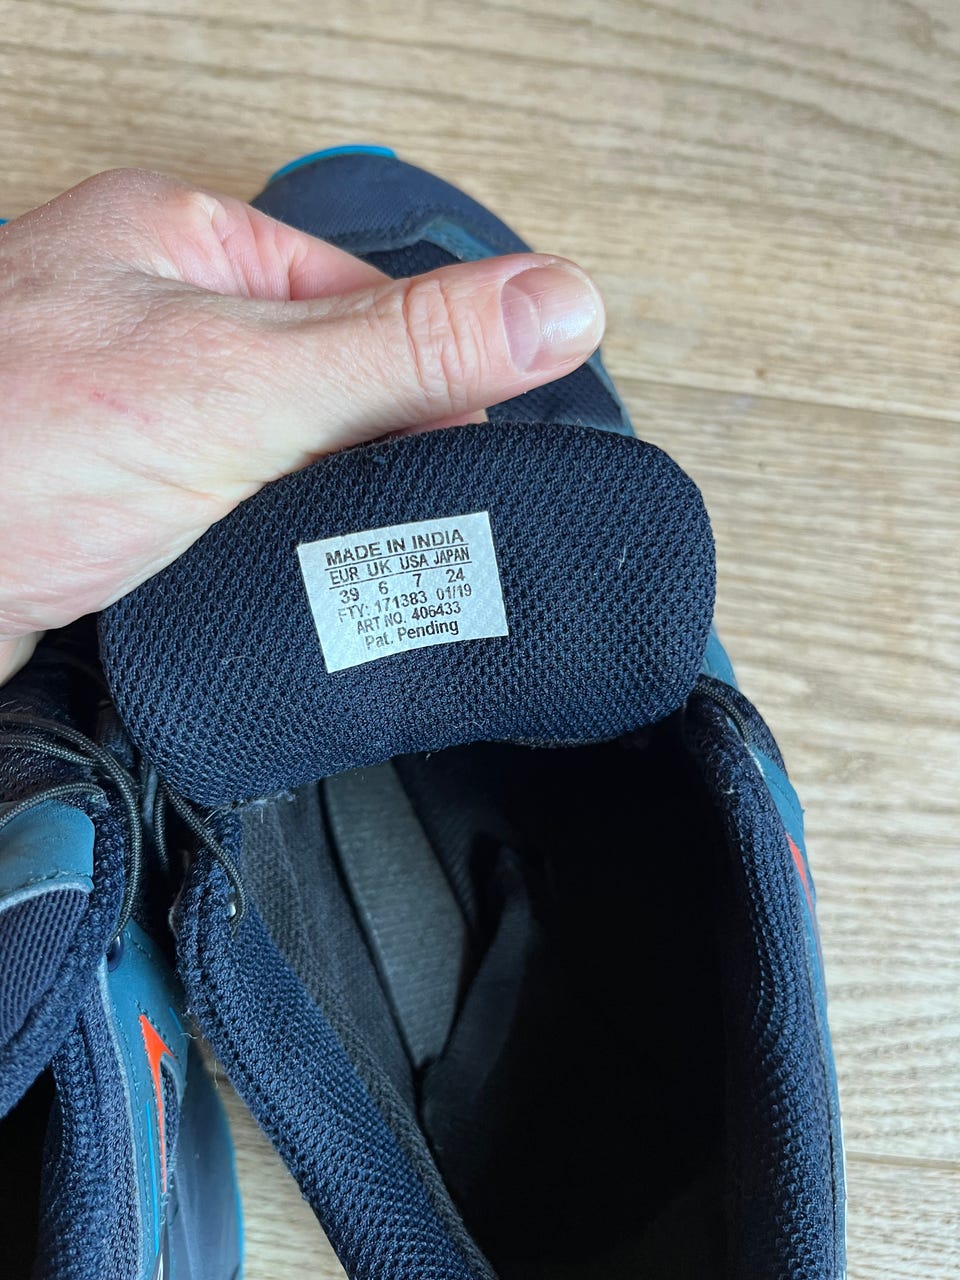 MADE IN INDIA
EUR UK USA JAPAN
39 6 7 24
FTY: 171383 01/19
ART NO. 406433
Pat. Pending